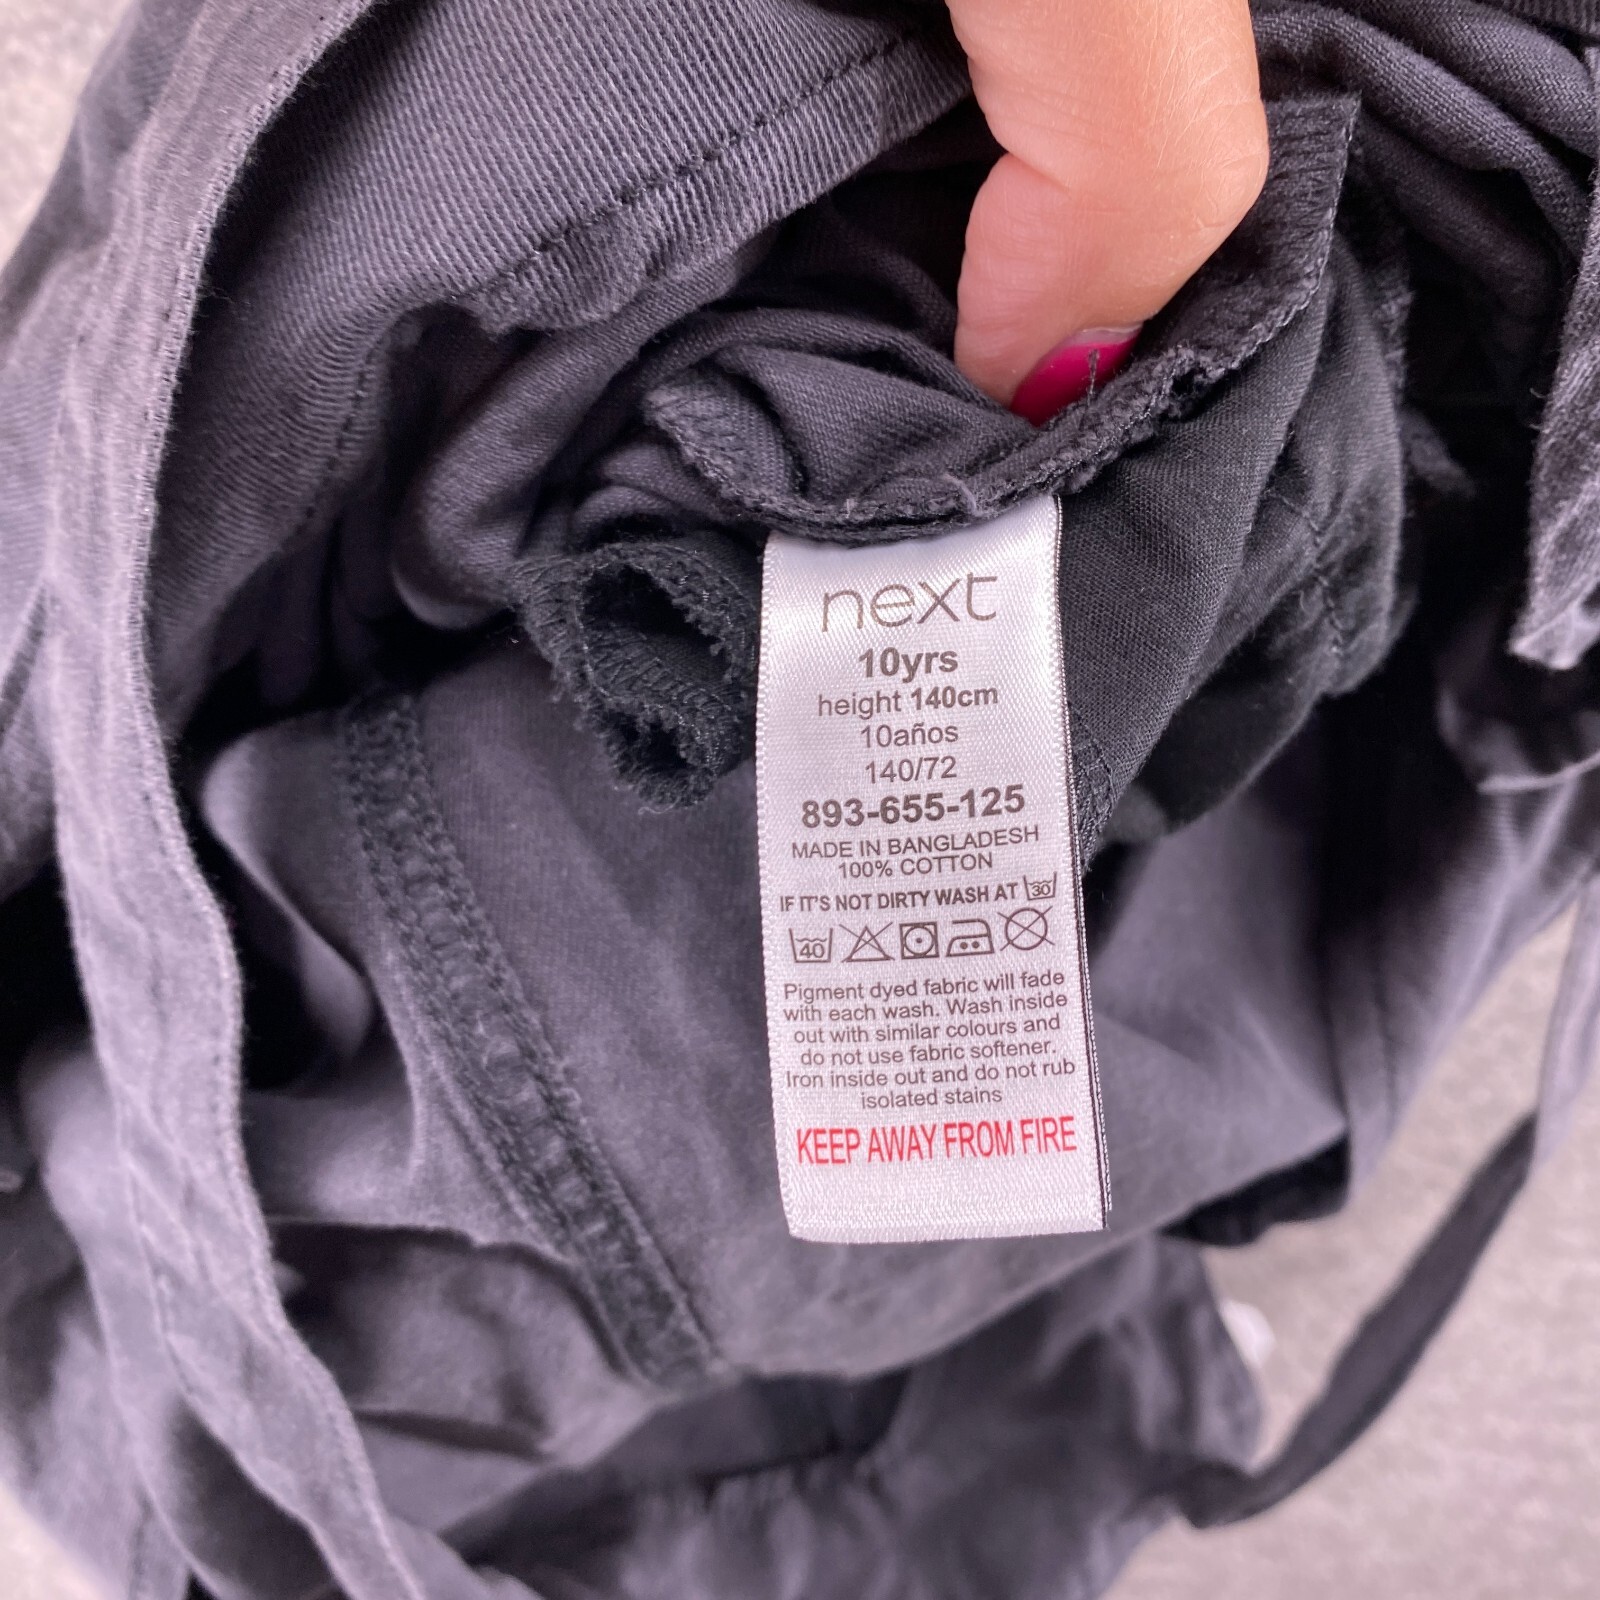 next
10yrs
height 140cm
10años
140/72
893-655-125
MADE IN BANGLADESH
100% COTTON
IF IT'S NOT DIRTY WASH AT 30
40
Pigment dyed fabric will fade
with each wash. Wash inside
out with similar colours and
do not use fabric softener.
Iron inside out and do not rub
isolated stains
KEEP AWAY FROM FIRE